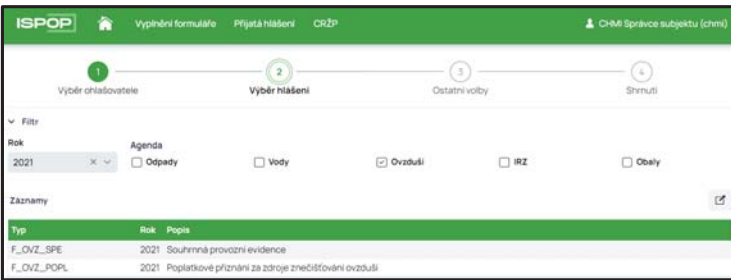 ISPOP Vyplnění formuláře Přijatá hlášení CRŽP CHMI Správce subjektu (chmi)
1 2 3 4
Výběr ohlašovatele Výběr hlášení Ostatní volby Shrnutí
Filtr
Rok Agenda
2021 Odpady Vody Ovzduší IRZ Obaly
Záznamy
Typ Rok Popis
F_OVZ_SPE 2021 Souhrnná provozní evidence
F_OVZ_POPL 2021 Poplatkové přiznání za zdroje znečišťování ovzduší